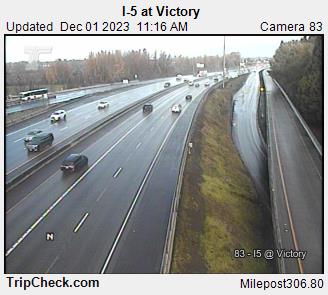 I-5 at Victory
Updated Dec 01 2023 11:16 AM Camera 83
N
83 - I5 @ Victory
TripCheck.com Milepost306.80